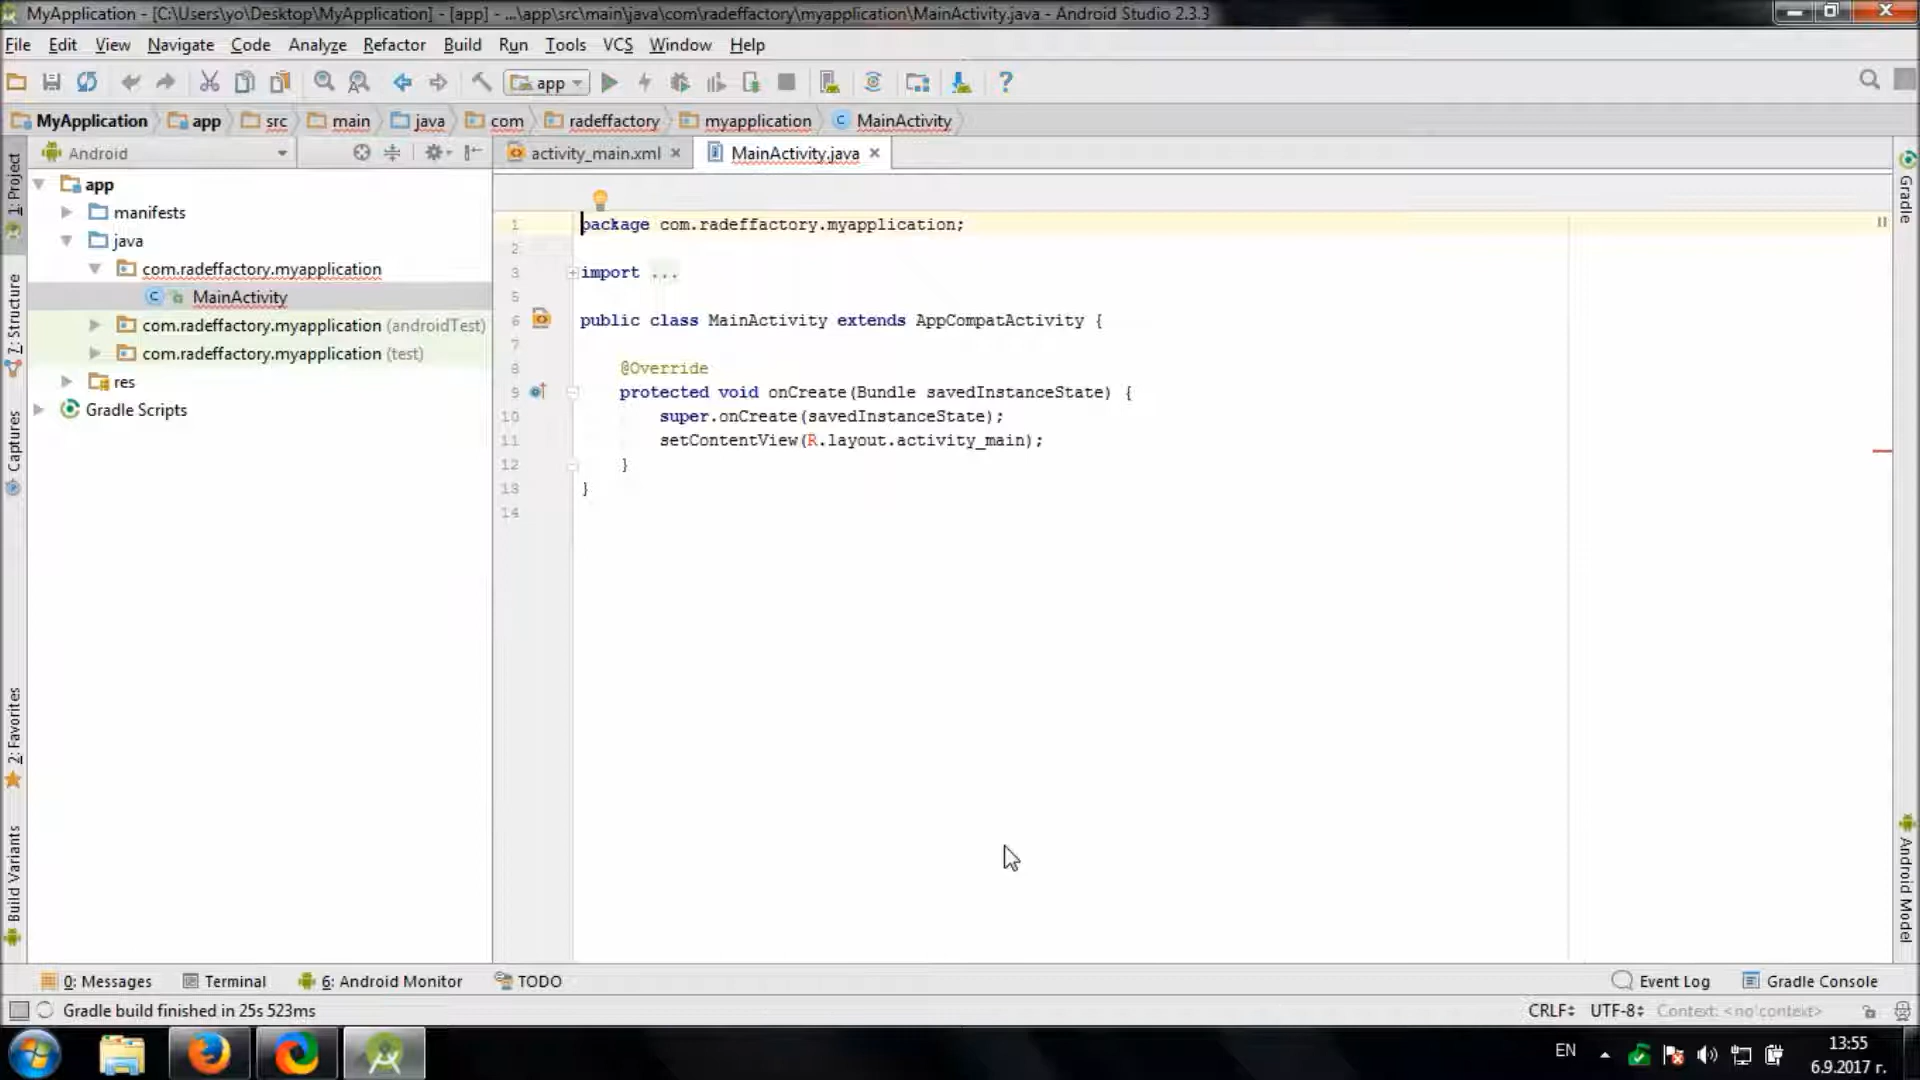 MyApplication - [C:\Users\yo\Desktop\MyApplication] - [app] - ...\app\src\main\java\com\radeffactory\myapplication\MainActivity.java - Android Studio 2.3.3
File Edit View Navigate Code Analyze Refactor Build Run Tools VCS Window Help
app
MyApplication app src main java com radeffactory myapplication MainActivity
Android
activity_main.xml MainActivity.java
app
manifests
java
com.radeffactory.myapplication
MainActivity
com.radeffactory.myapplication (androidTest)
com.radeffactory.myapplication (test)
res
Gradle Scripts
1: Project
7: Structure
Captures
2: Favorites
Build Variants
1 package com.radeffactory.myapplication;
2
3 import ...
5
6 public class MainActivity extends AppCompatActivity {
7
8 @Override
9 protected void onCreate(Bundle savedInstanceState) {
10 super.onCreate(savedInstanceState);
11 setContentView(R.layout.activity_main);
12 }
13 }
14
Gradle
Android Model
0: Messages Terminal 6: Android Monitor TODO Event Log Gradle Console
Gradle build finished in 25s 523ms CRLF UTF-8 Context: <no context>
EN 13:55
6.9.2017 г.